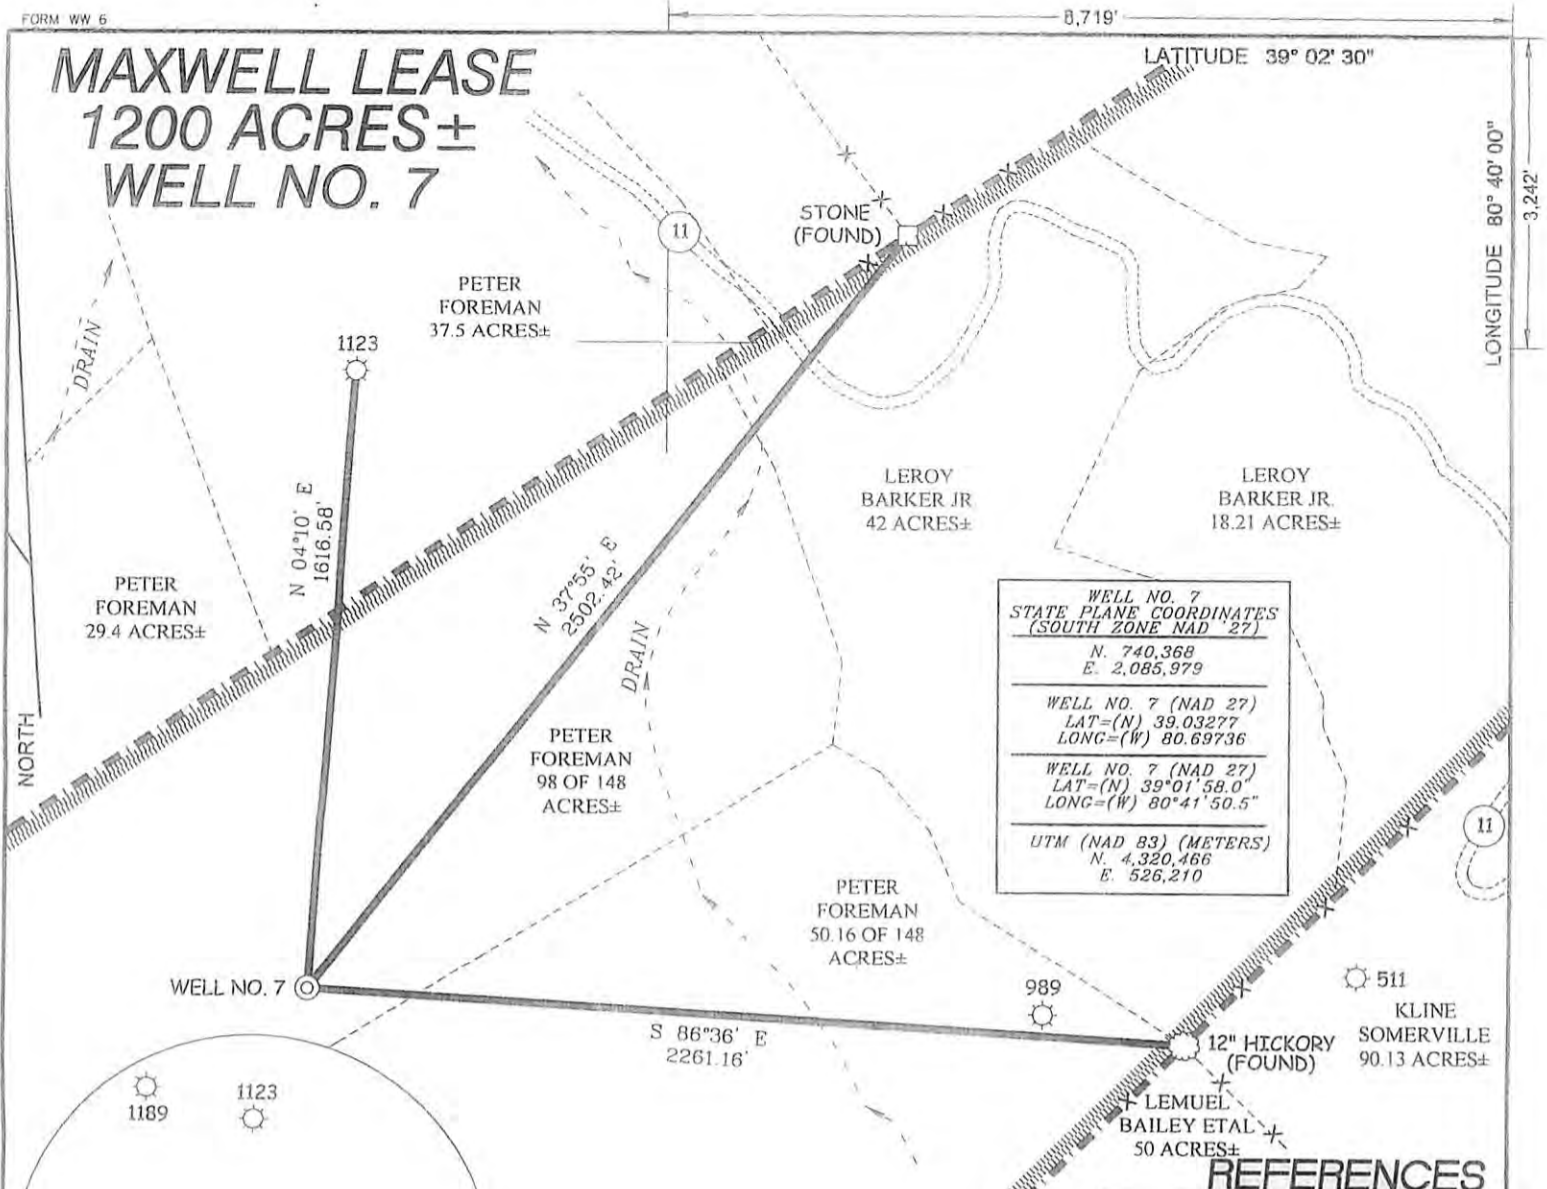 FORM WW 6
8,719'
MAXWELL LEASE
1200 ACRES±
WELL NO. 7
LATITUDE 39° 02' 30"
LONGITUDE 80° 40' 00"
3,242'
STONE
(FOUND)
11
PETER
FOREMAN
37.5 ACRES±
DRAIN
1123
N 04°10' E
1616.58'
PETER
FOREMAN
29.4 ACRES±
NORTH
LEROY
BARKER JR
42 ACRES±
LEROY
BARKER JR.
18.21 ACRES±
N 37°55' E
2502.42'
DRAIN
PETER
FOREMAN
98 OF 148
ACRES±
WELL NO. 7
STATE PLANE COORDINATES
(SOUTH ZONE NAD '27)
N. 740,368
E. 2,085,979
WELL NO. 7 (NAD 27)
LAT=(N) 39.03277
LONG=(W) 80.69736
WELL NO. 7 (NAD 27)
LAT=(N) 39°01'58.0"
LONG=(W) 80°41'50.5"
UTM (NAD 83) (METERS)
N. 4,320,466
E. 526,210
11
PETER
FOREMAN
50.16 OF 148
ACRES±
WELL NO. 7
989
511
KLINE
SOMERVILLE
90.13 ACRES±
S 86°36' E
2261.16'
12" HICKORY
(FOUND)
1189
1123
LEMUEL
BAILEY ETAL
50 ACRES±
REFERENCES